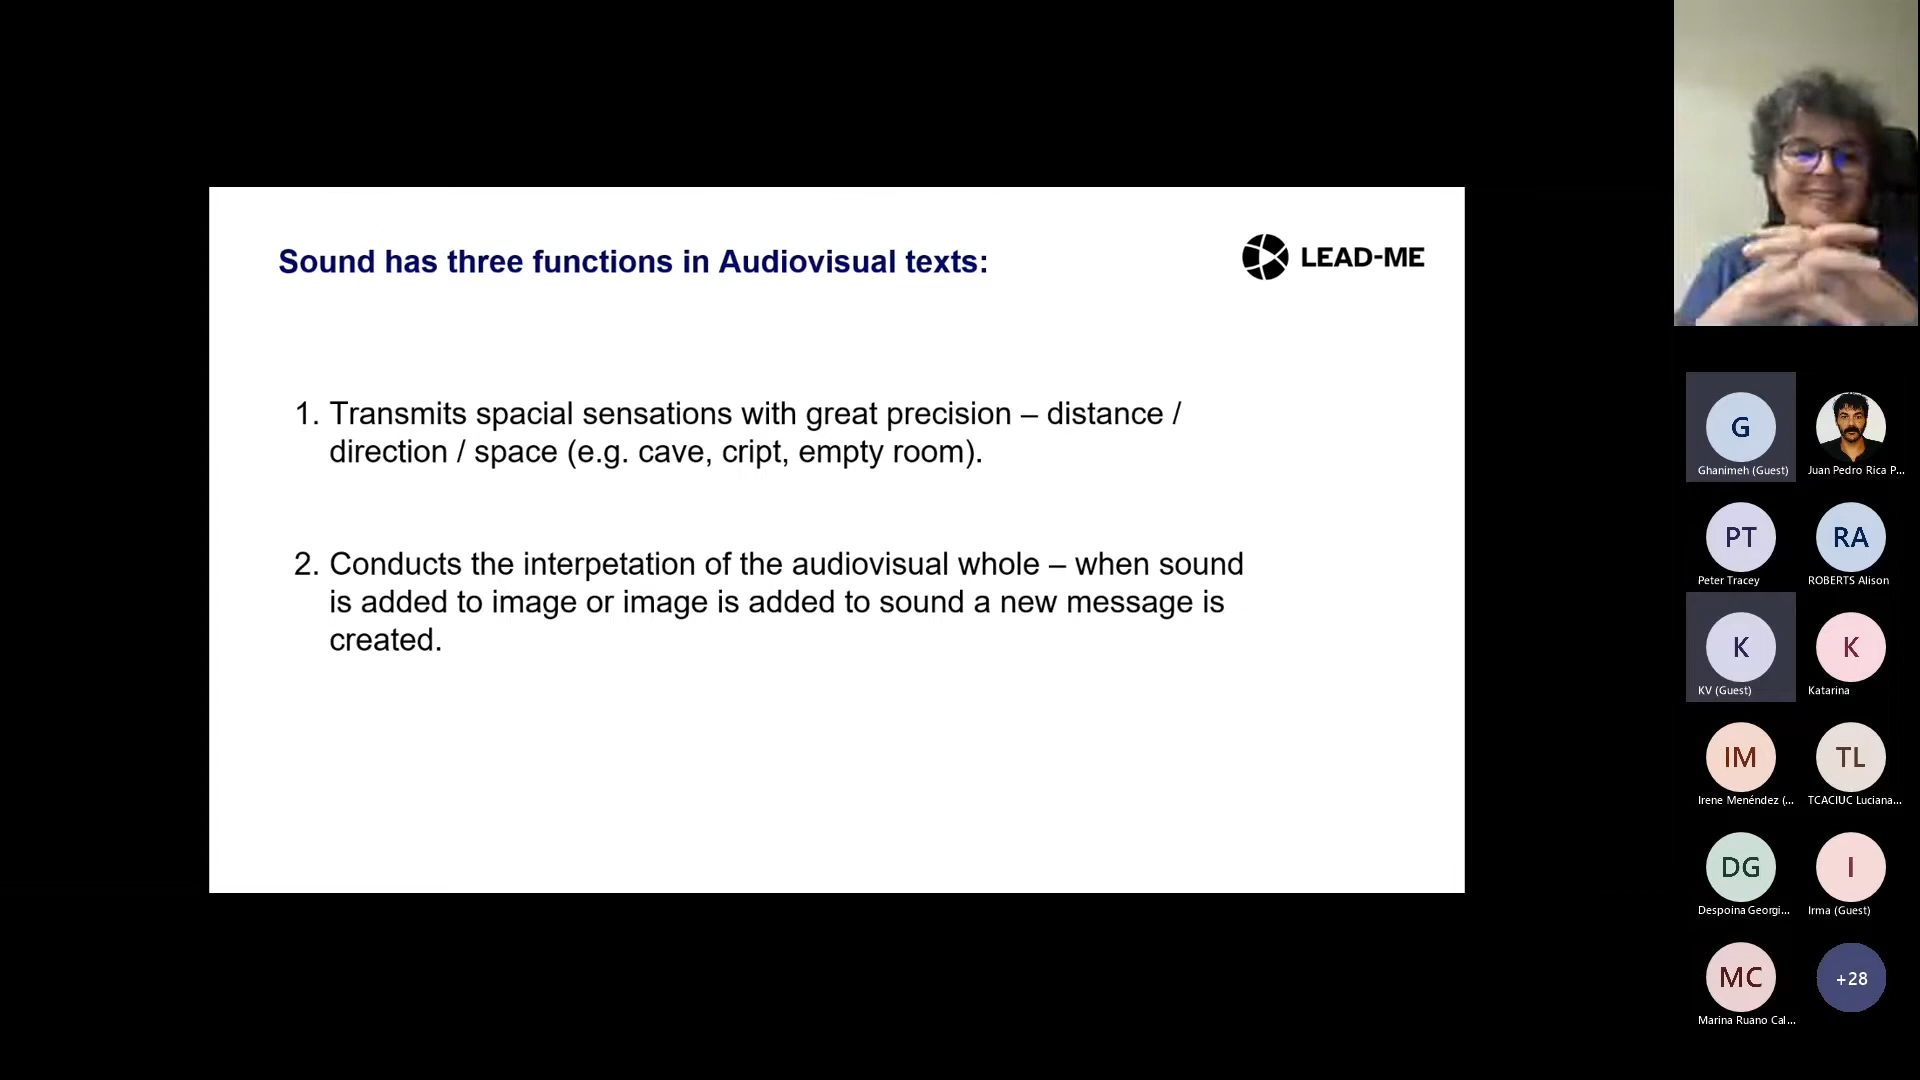 Sound has three functions in Audiovisual texts:
LEAD-ME
1. Transmits spacial sensations with great precision – distance /
direction / space (e.g. cave, cript, empty room).
2. Conducts the interpetation of the audiovisual whole – when sound
is added to image or image is added to sound a new message is
created.
G
Ghanimeh (Guest)
Juan Pedro Rica P...
PT
Peter Tracey
RA
ROBERTS Alison
K
KV (Guest)
K
Katarina
IM
Irene Menéndez (...
TL
TCACIUC Luciana...
DG
Despoina Georgi...
I
Irma (Guest)
MC
Marina Ruano Cal...
+28